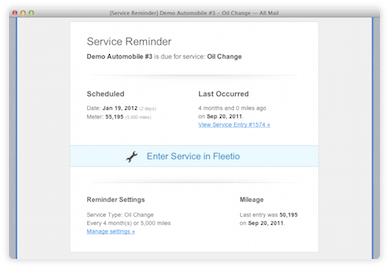 [Service Reminder] Demo Automobile #3 – Oil Change — All Mail
Service Reminder
Demo Automobile #3 is due for service: Oil Change
Scheduled
Date: Jan 19, 2012 (2 days)
Meter: 55,195 (5,000 miles)
Last Occurred
4 months and 0 miles ago
on Sep 20, 2011.
View Service Entry #1574 »
Enter Service in Fleetio
Reminder Settings
Service Type: Oil Change
Every 4 month(s) or 5,000 miles
Manage settings »
Mileage
Last entry was 50,195
on Sep 20, 2011.